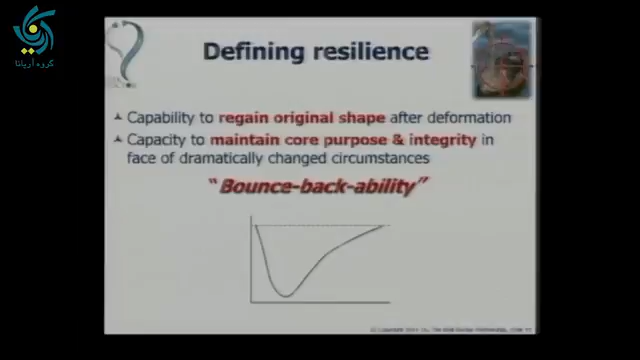 گروه آریانا
Defining resilience
Capability to regain original shape after deformation
Capacity to maintain core purpose & integrity in
face of dramatically changed circumstances
"Bounce-back-ability"